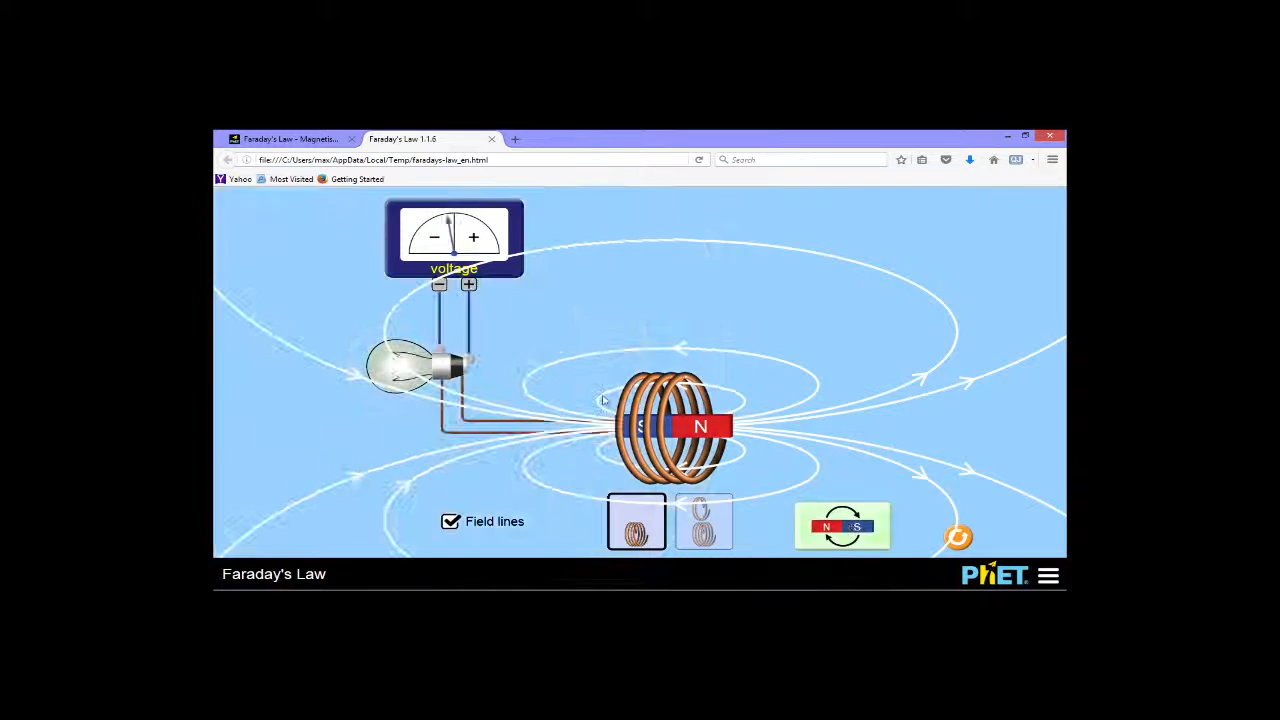 Faraday's Law - Magnetis...
Faraday's Law 1.1.6
file:///C:/Users/max/AppData/Local/Temp/faradays-law_en.html
Search
Yahoo
Most Visited
Getting Started
− +
voltage
− +
S N
Field lines
N S
Faraday's Law
PhET